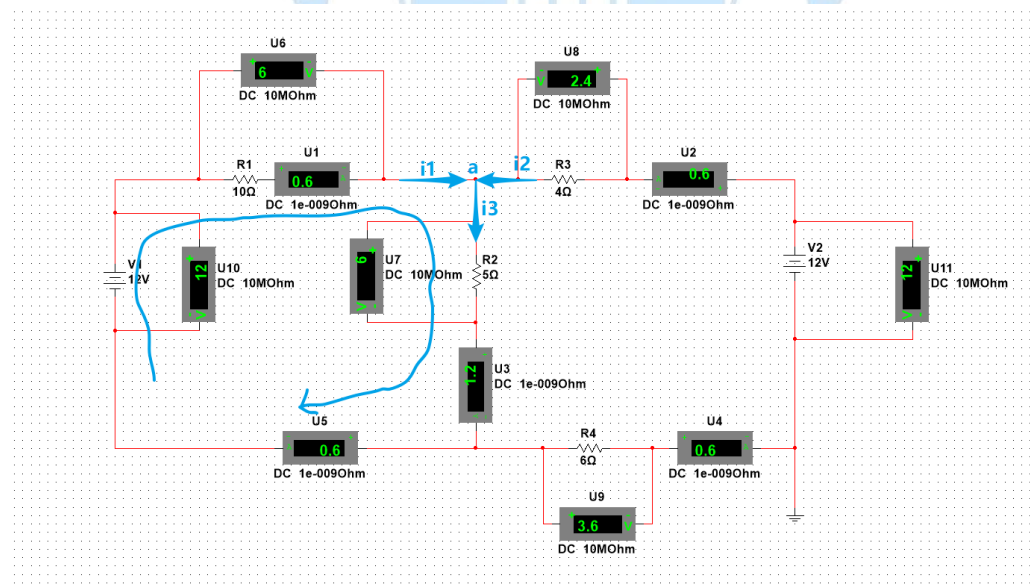 U6
6 V
DC 10MOhm
U8
V 2.4
DC 10MOhm
R1
10Ω
U1
0.6
DC 1e-009Ohm
i1
a
i2
R3
4Ω
U2
0.6
DC 1e-009Ohm
i3
V1
12V
12 V
U10
DC 10MOhm
6 V
U7
DC 10MOhm
R2
5Ω
V2
12V
12 V
U11
DC 10MOhm
1.2
U3
DC 1e-009Ohm
U5
0.6
DC 1e-009Ohm
R4
6Ω
U4
0.6
DC 1e-009Ohm
U9
3.6 V
DC 10MOhm